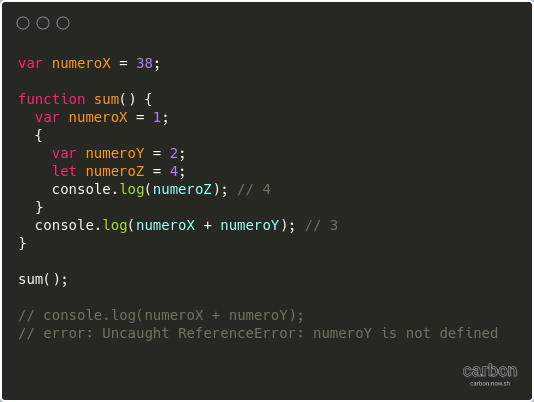 var numeroX = 38;
function sum() {
var numeroX = 1;
{
var numeroY = 2;
let numeroZ = 4;
console.log(numeroZ); // 4
}
console.log(numeroX + numeroY); // 3
}
sum();
// console.log(numeroX + numeroY);
// error: Uncaught ReferenceError: numeroY is not defined
carbon
carbon.now.sh